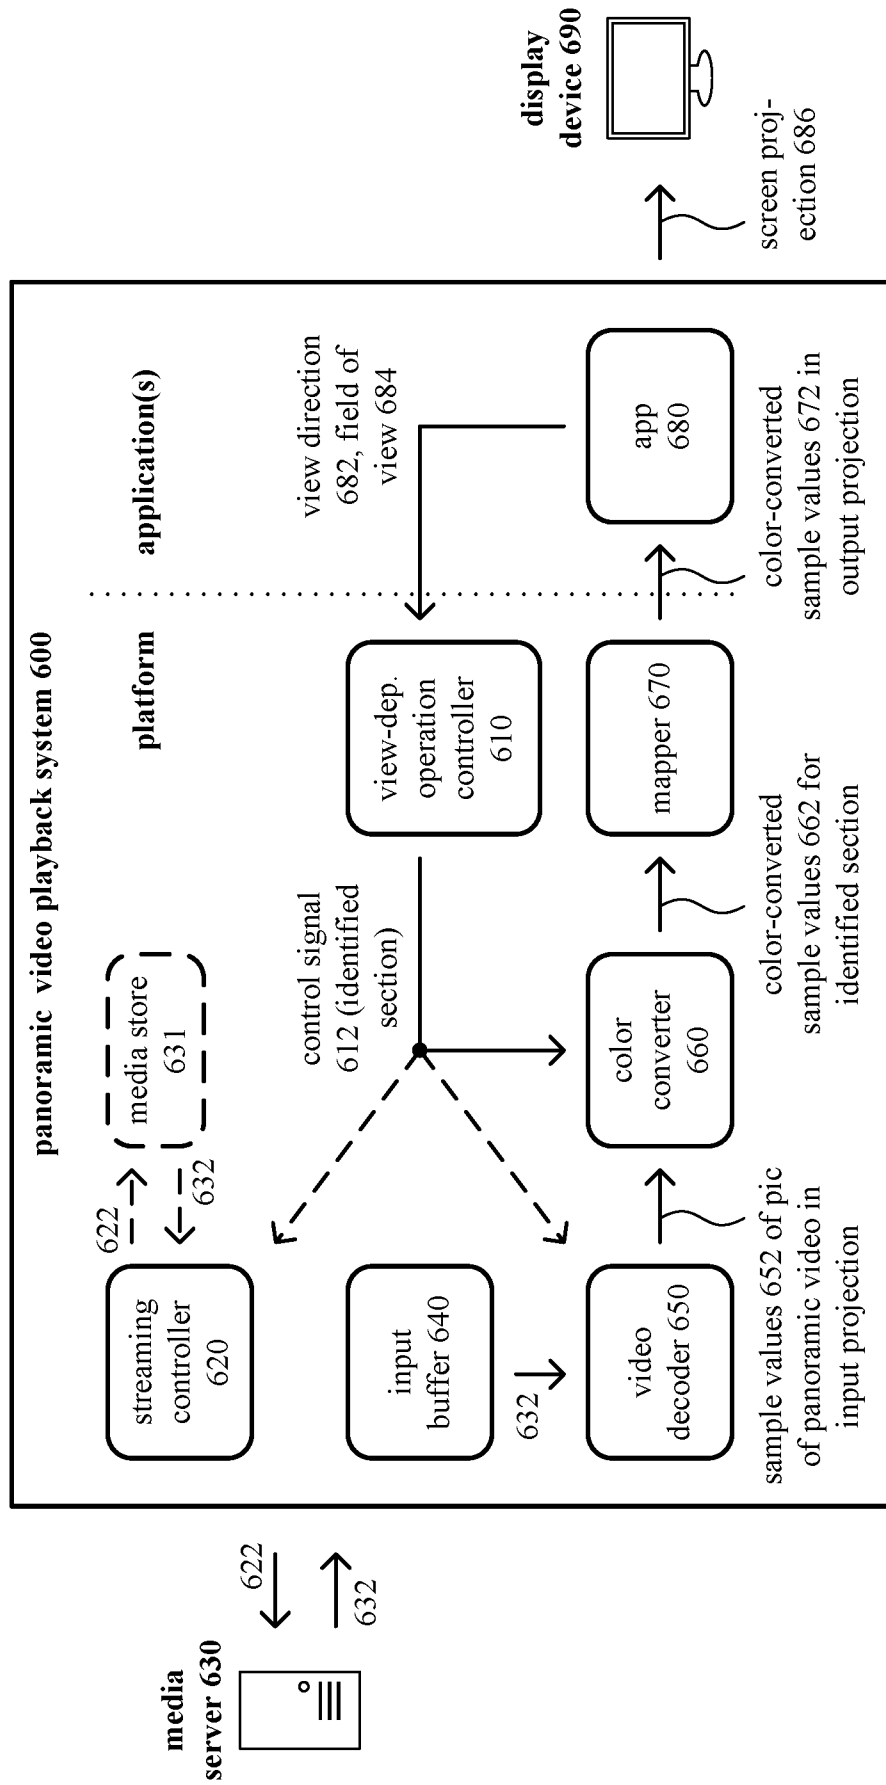 panoramic video playback system 600
platform
application(s)
media
server 630
622
632
streaming
controller
620
622
632
media store
631
input
buffer 640
632
video
decoder 650
sample values 652 of pic
of panoramic video in
input projection
control signal
612 (identified
section)
color
converter
660
color-converted
sample values 662 for
identified section
view-dep.
operation
controller
610
mapper 670
color-converted
sample values 672 in
output projection
view direction
682, field of
view 684
app
680
screen proj-
ection 686
display
device 690